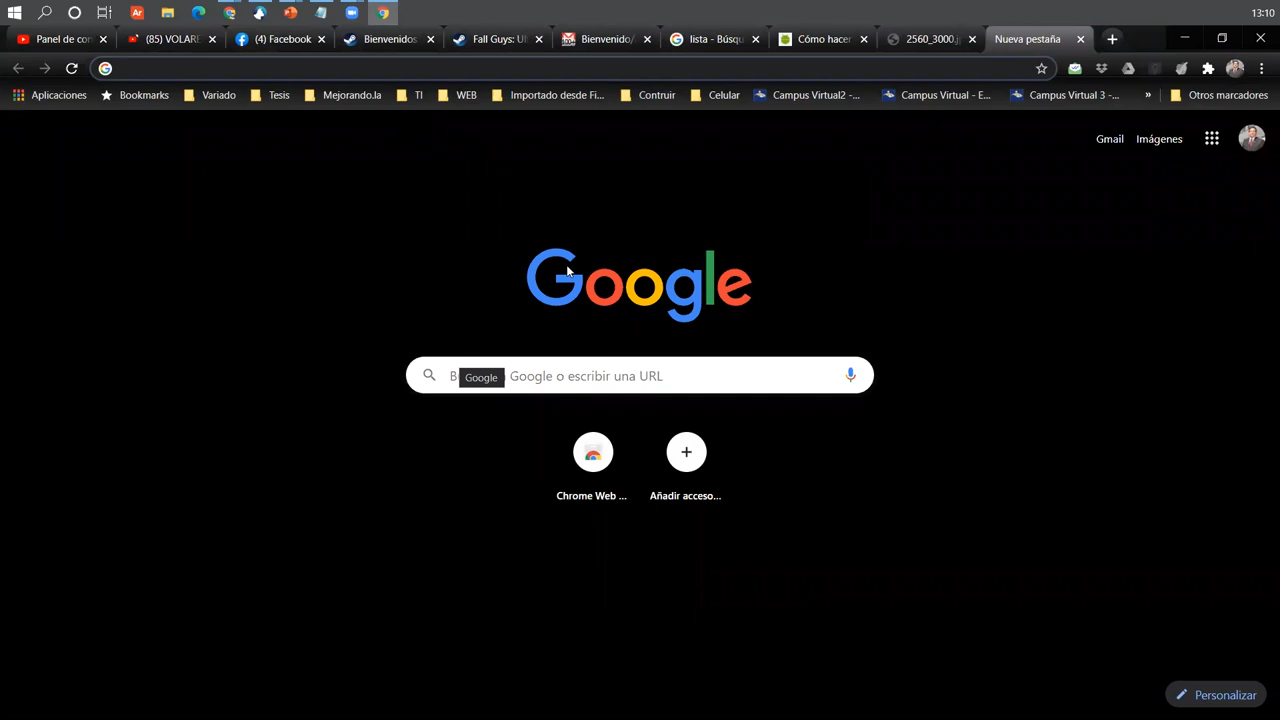 Ar
13:10
Panel de con
(85) VOLARE
(4) Facebook
Bienvenidos
Fall Guys: Ul
Bienvenido/
lista - Búsqu
Cómo hacer
2560_3000.j
Nueva pestaña
Aplicaciones
Bookmarks
Variado
Tesis
Mejorando.la
TI
WEB
Importado desde Fi...
Contruir
Celular
Campus Virtual2 -...
Campus Virtual - E...
Campus Virtual 3 -...
»
Otros marcadores
Gmail
Imágenes
Google
Google o escribir una URL
Google
Chrome Web ...
Añadir acceso...
Personalizar